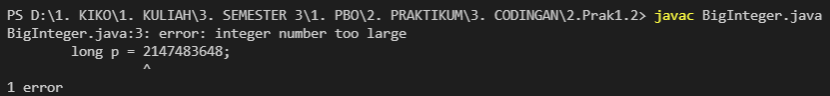 PS D:\1. KIKO\1. KULIAH\3. SEMESTER 3\1. PBO\2. PRAKTIKUM\3. CODINGAN\2.Prak1.2> javac BigInteger.java
BigInteger.java:3: error: integer number too large
        long p = 2147483648;
                 ^
1 error